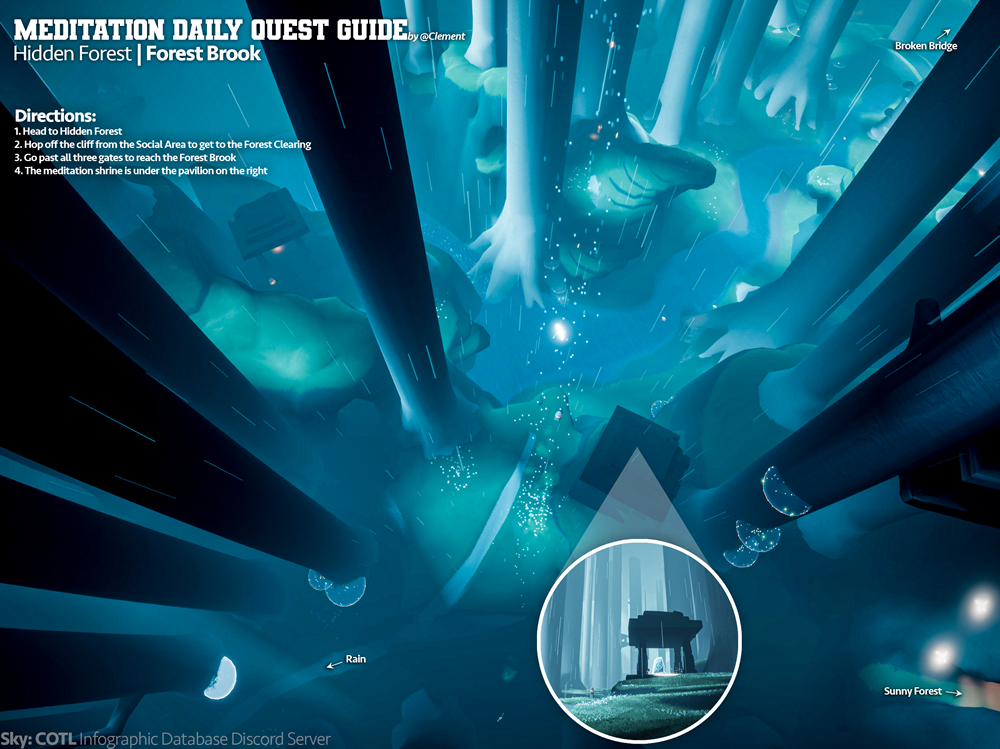 MEDITATION DAILY QUEST GUIDE by @Clement
Hidden Forest | Forest Brook
Broken Bridge
Directions:
1. Head to Hidden Forest
2. Hop off the cliff from the Social Area to get to the Forest Clearing
3. Go past all three gates to reach the Forest Brook
4. The meditation shrine is under the pavilion on the right
Rain
Sunny Forest
Sky: COTL Infographic Database Discord Server